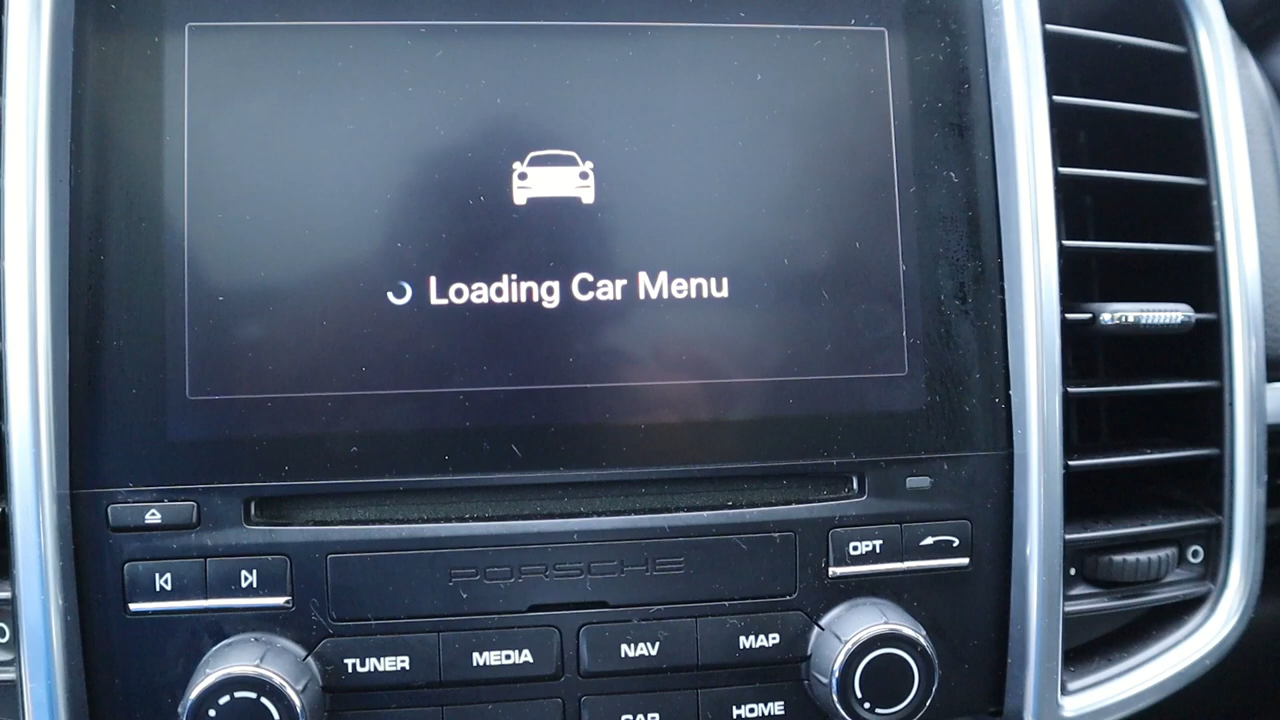 Loading Car Menu
PORSCHE
OPT
TUNER
MEDIA
NAV
MAP
CAR
HOME